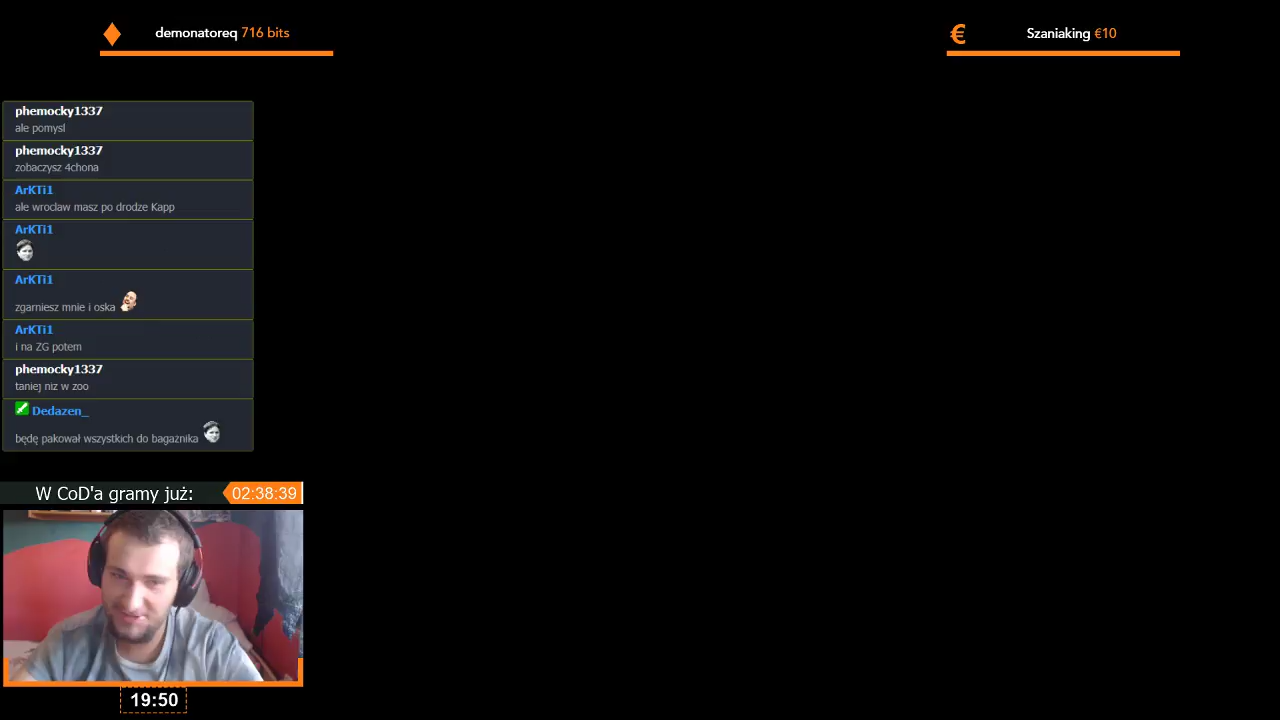 demonatoreq 716 bits
€ Szaniaking €10
phemocky1337
ale pomysl
phemocky1337
zobaczysz 4chona
ArKTi1
ale wroclaw masz po drodze Kapp
ArKTi1
ArKTi1
zgarniesz mnie i oska
ArKTi1
i na ZG potem
phemocky1337
taniej niz w zoo
Dedazen_
będę pakował wszystkich do bagażnika
W CoD'a gramy już: 02:38:39
19:50